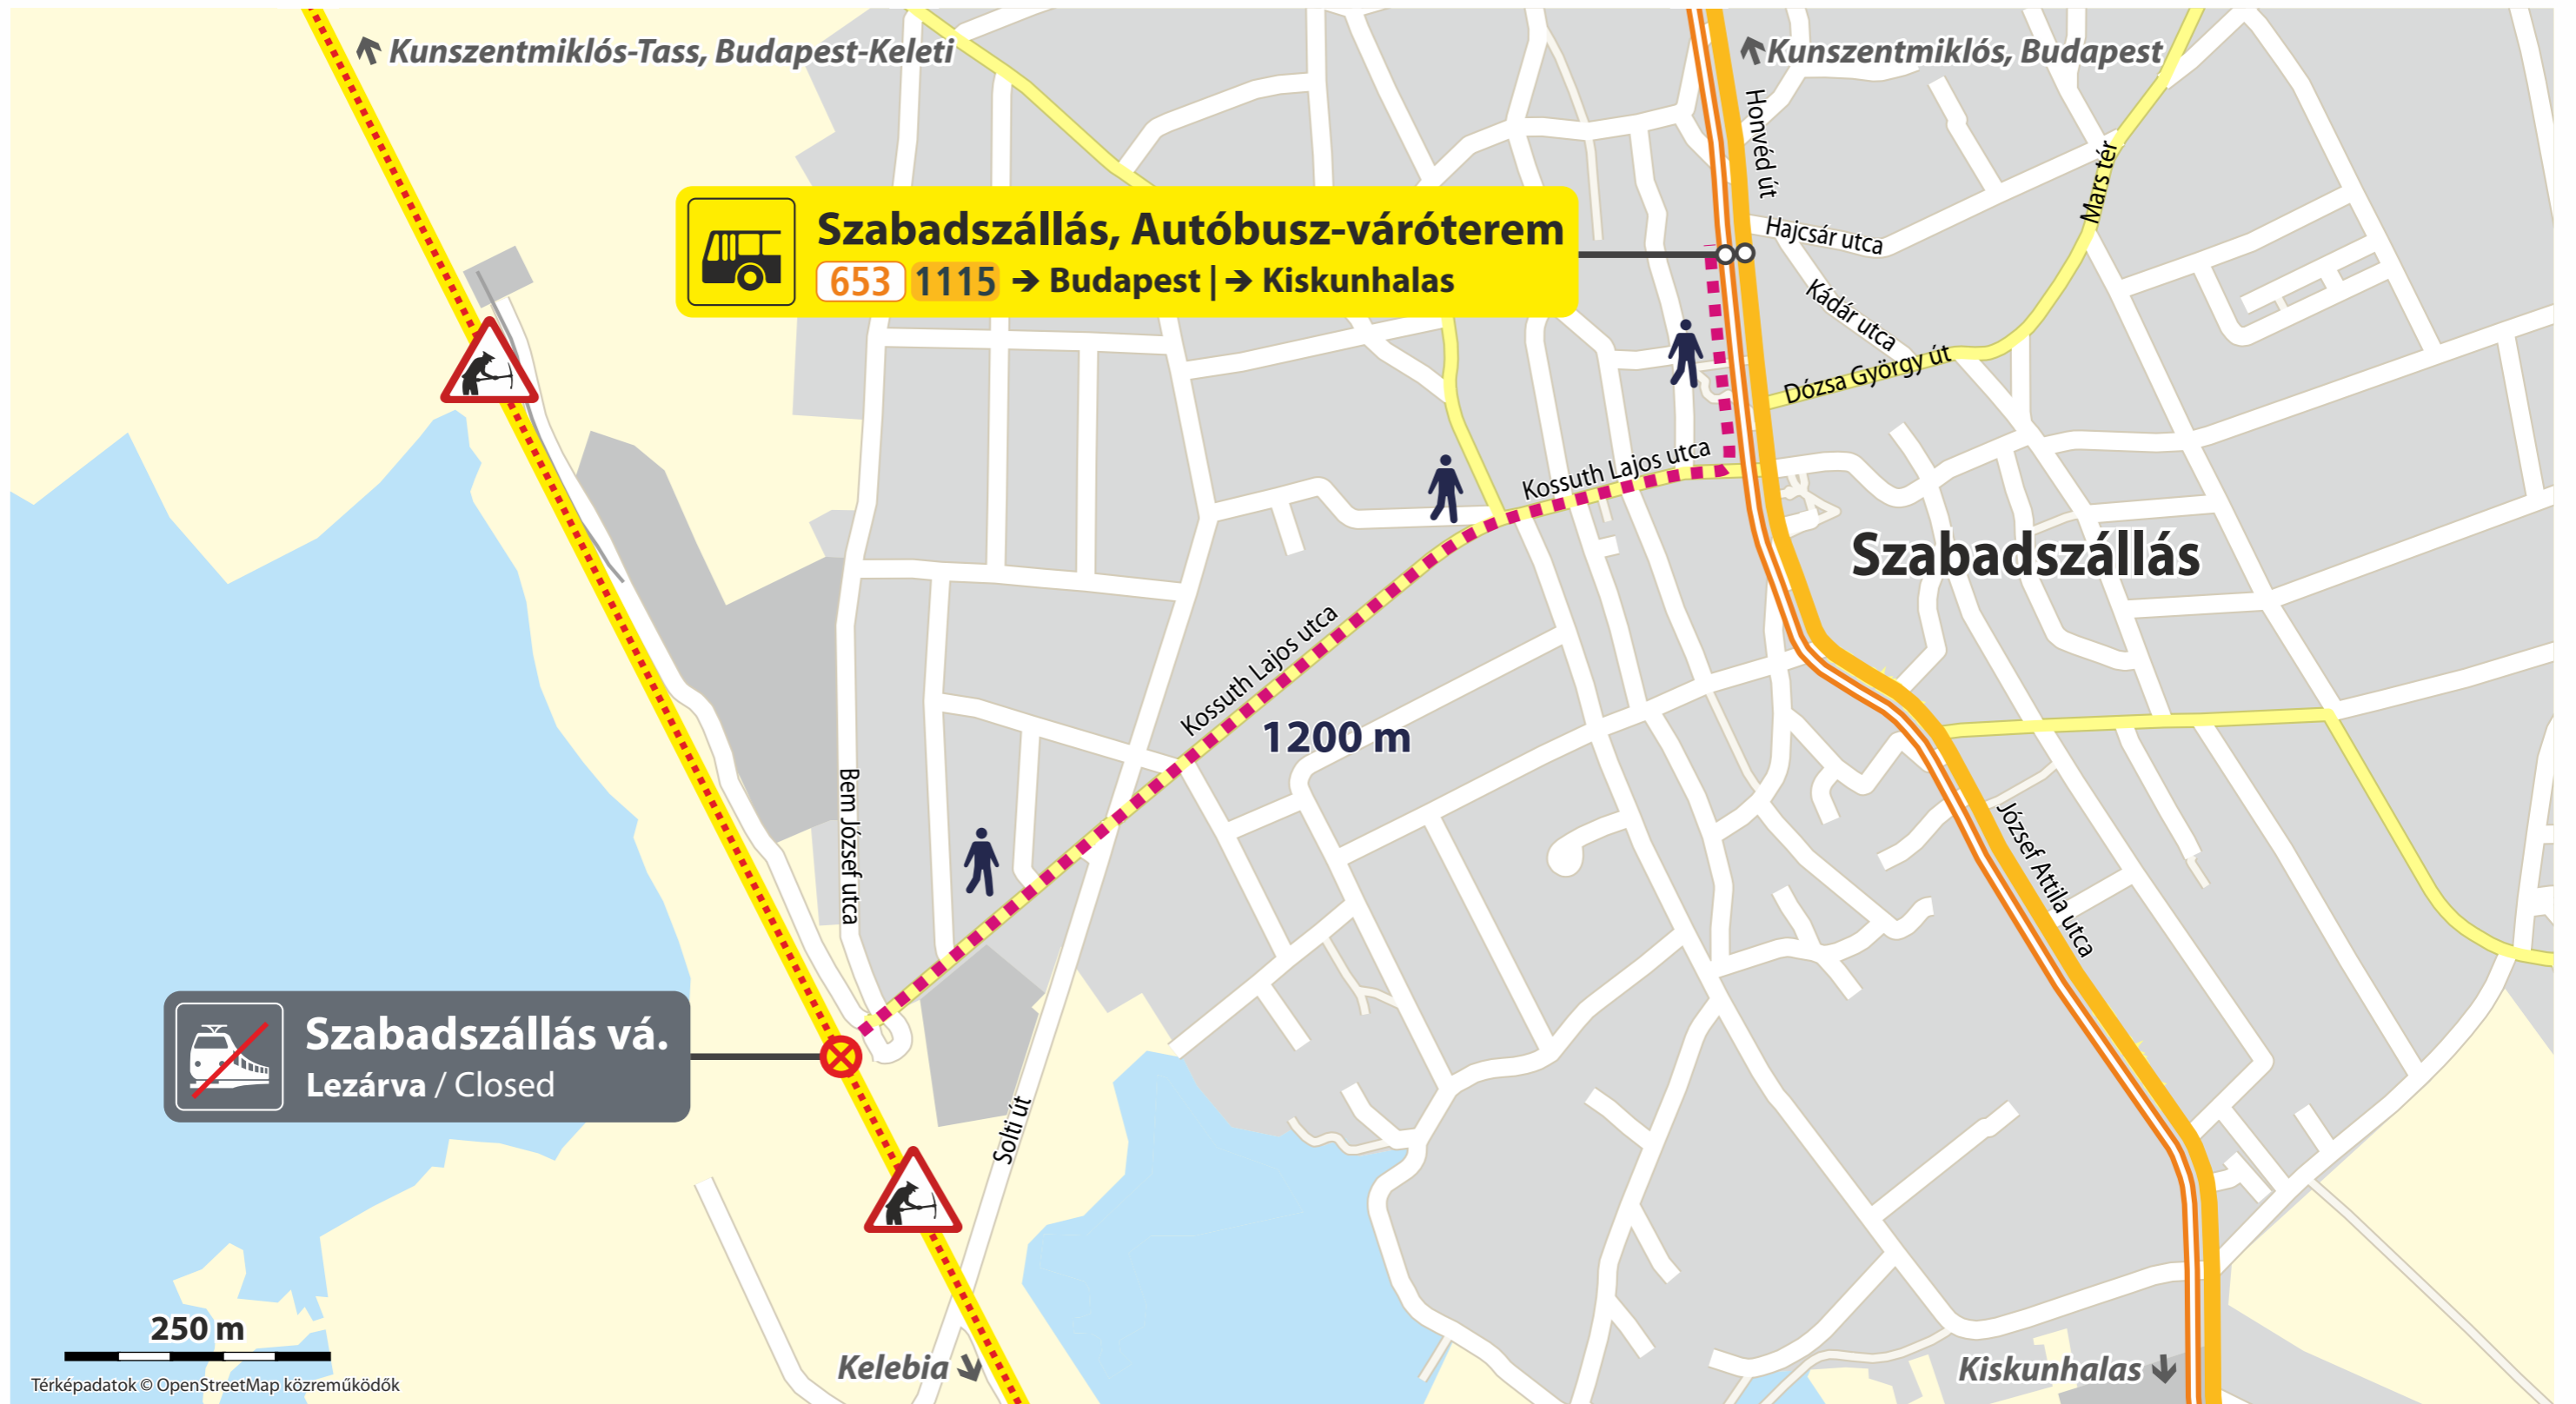 Kunszentmiklós-Tass, Budapest-Keleti
Kunszentmiklós, Budapest
Honvéd út
Mars tér
Szabadszállás, Autóbusz-váróterem
653 1115 ➔ Budapest | ➔ Kiskunhalas
Hajcsár utca
Kádár utca
Dózsa György út
Kossuth Lajos utca
Szabadszállás
Kossuth Lajos utca
1200 m
Bem József utca
József Attila utca
Szabadszállás vá.
Lezárva / Closed
Solti út
250 m
Kelebia
Kiskunhalas
Térképadatok © OpenStreetMap közreműködők